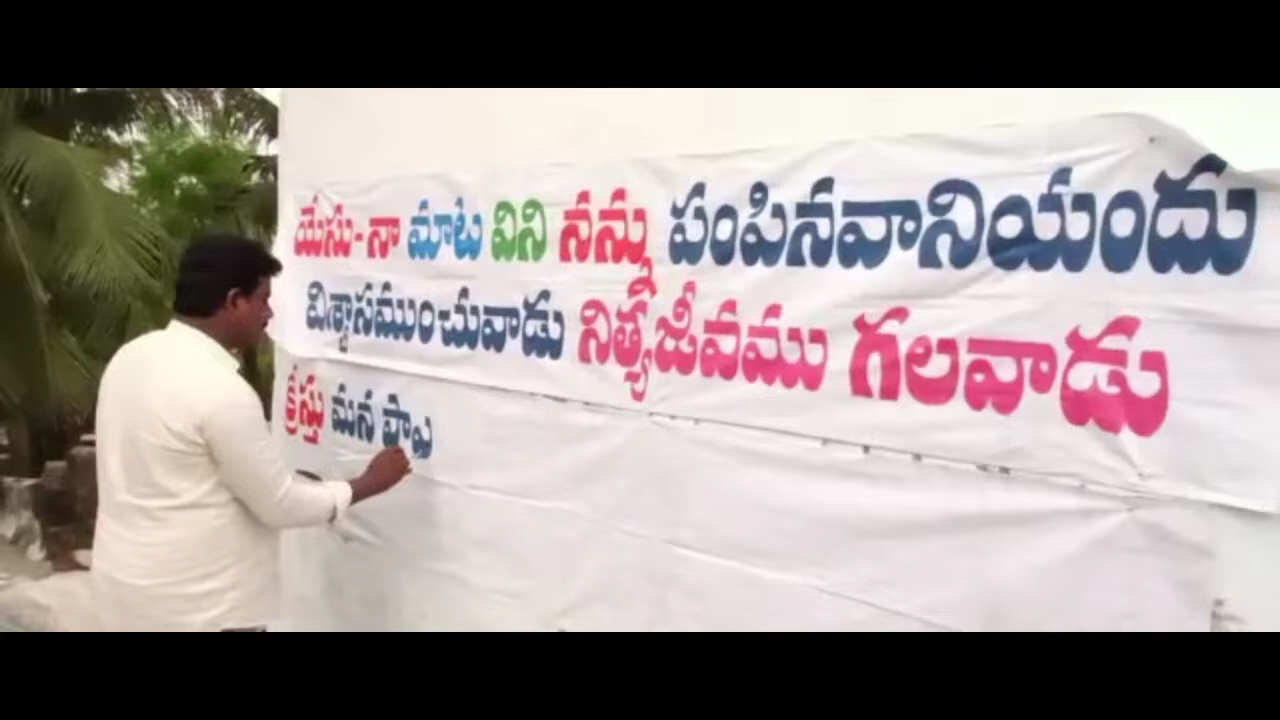 యేసు- నా మాట విని నన్ను పంపినవానియందు
విశ్వాసముంచువాడు నిత్యజీవము గలవాడు
క్రీస్తు మన పాప